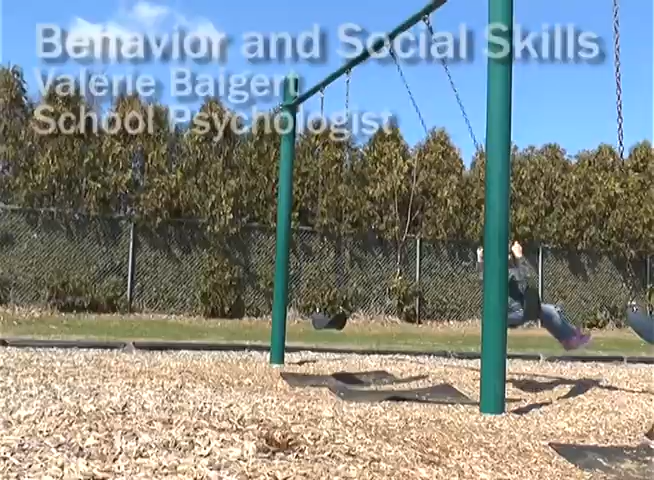 Behavior and Social Skills
Valerie Baigent
School Psychologist